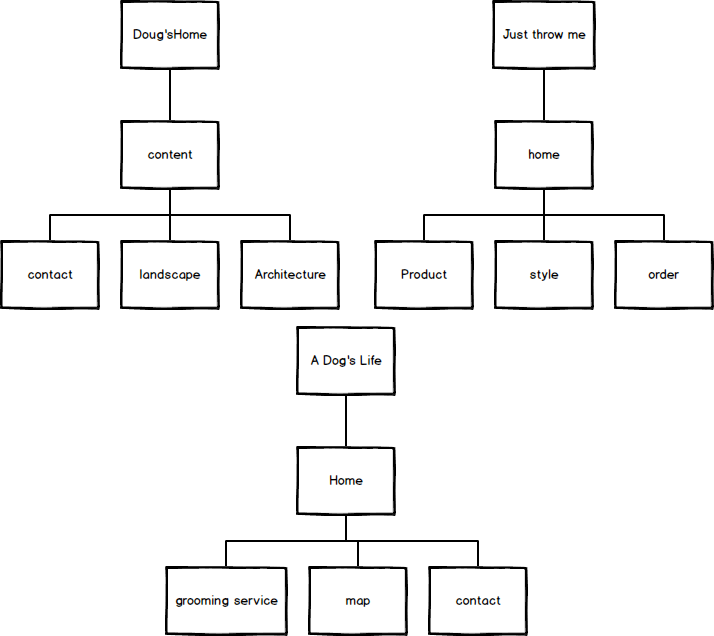 Doug'sHome
Just throw me
content
home
contact
landscape
Architecture
Product
style
order
A Dog's Life
Home
grooming service
map
contact